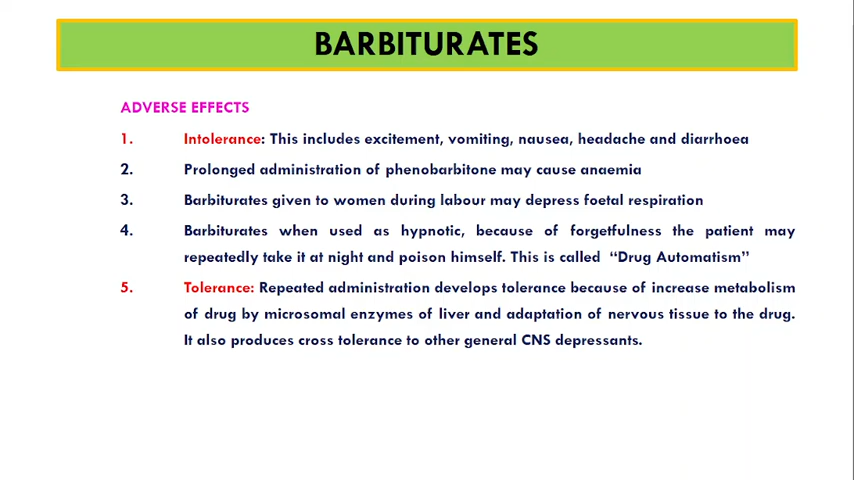 BARBITURATES
ADVERSE EFFECTS
1. Intolerance: This includes excitement, vomiting, nausea, headache and diarrhoea
2. Prolonged administration of phenobarbitone may cause anaemia
3. Barbiturates given to women during labour may depress foetal respiration
4. Barbiturates when used as hypnotic, because of forgetfulness the patient may
repeatedly take it at night and poison himself. This is called “Drug Automatism”
5. Tolerance: Repeated administration develops tolerance because of increase metabolism
of drug by microsomal enzymes of liver and adaptation of nervous tissue to the drug.
It also produces cross tolerance to other general CNS depressants.